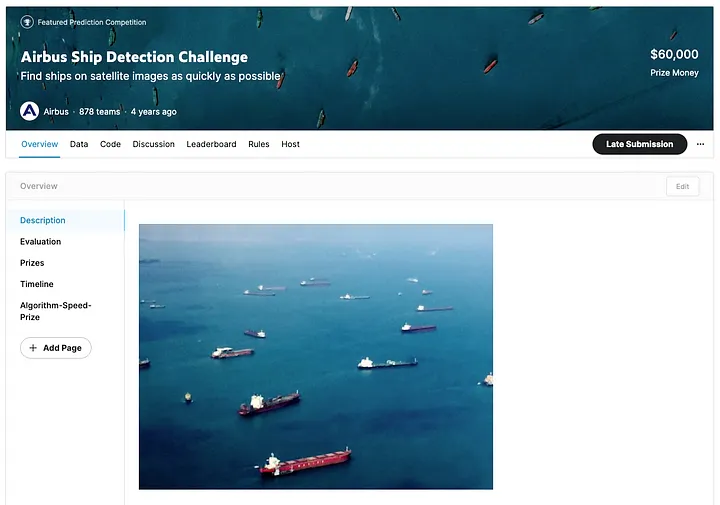 Featured Prediction Competition
Airbus Ship Detection Challenge
Find ships on satellite images as quickly as possible
$60,000
Prize Money
Airbus · 878 teams · 4 years ago
Overview Data Code Discussion Leaderboard Rules Host Late Submission ···
Overview Edit
Description
Evaluation
Prizes
Timeline
Algorithm-Speed-
Prize
+ Add Page